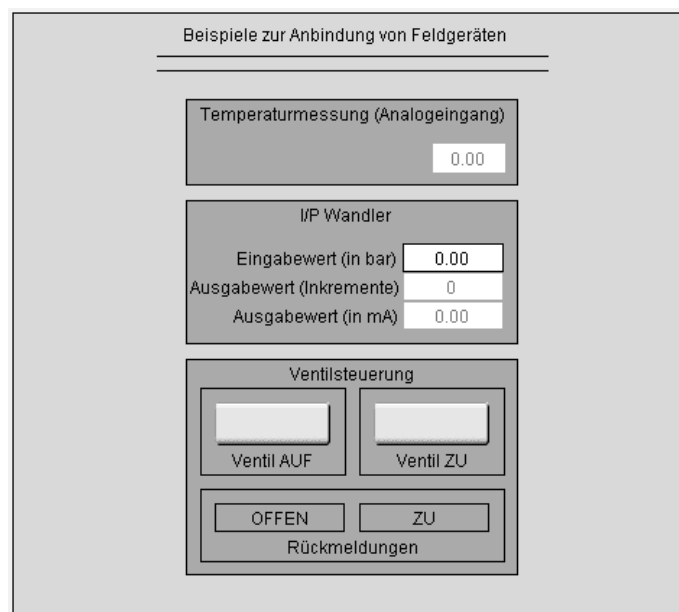 Beispiele zur Anbindung von Feldgeräten
Temperaturmessung (Analogeingang)
0.00
I/P Wandler
Eingabewert (in bar) 0.00
Ausgabewert (Inkremente) 0
Ausgabewert (in mA) 0.00
Ventilsteuerung
Ventil AUF Ventil ZU
OFFEN ZU
Rückmeldungen